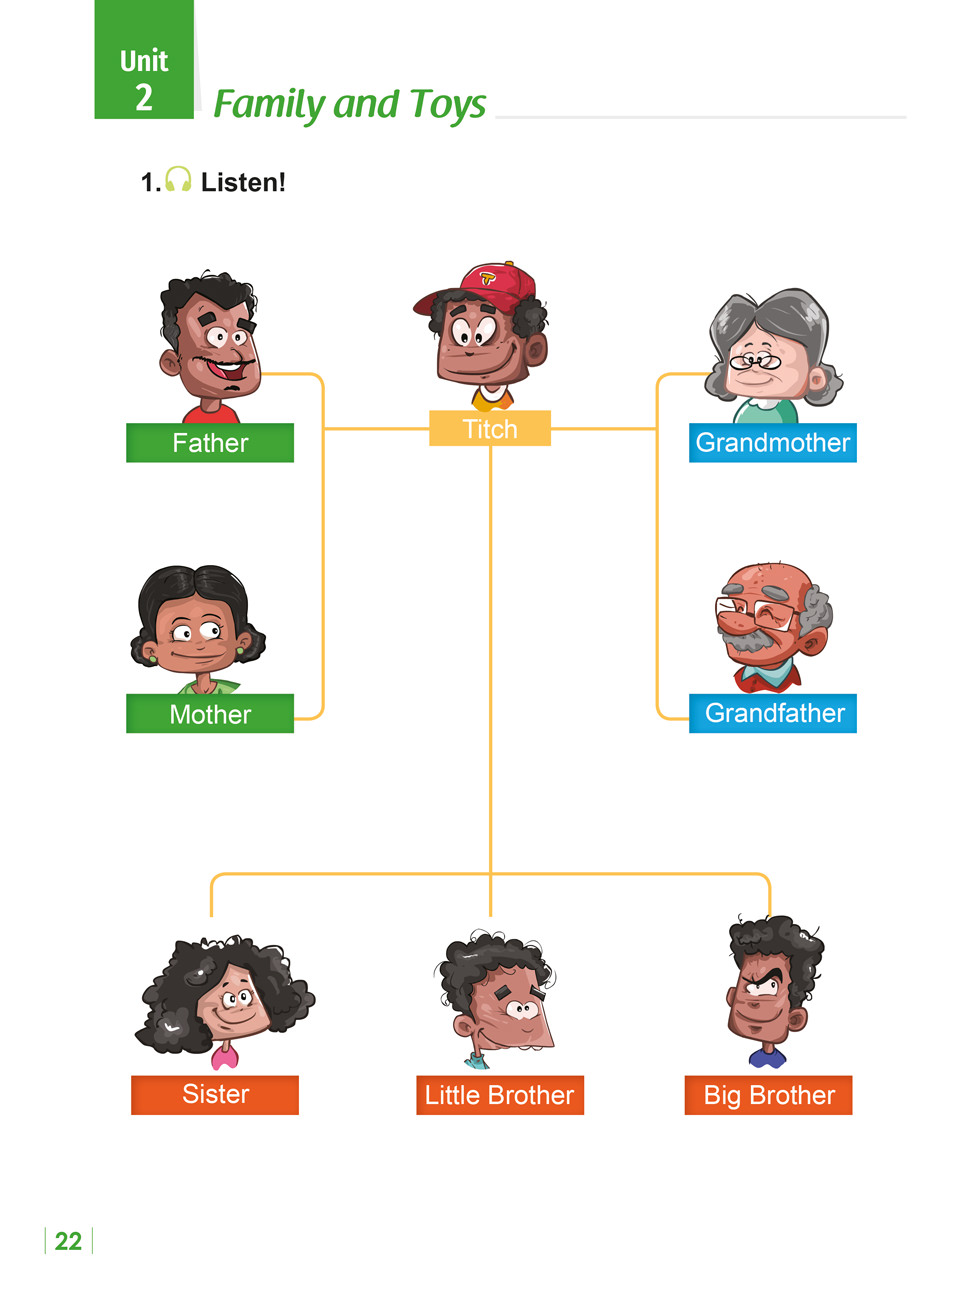 Unit
2
Family and Toys
1. Listen!
T
Father
Titch
Grandmother
Mother
Grandfather
Sister
Little Brother
Big Brother
22